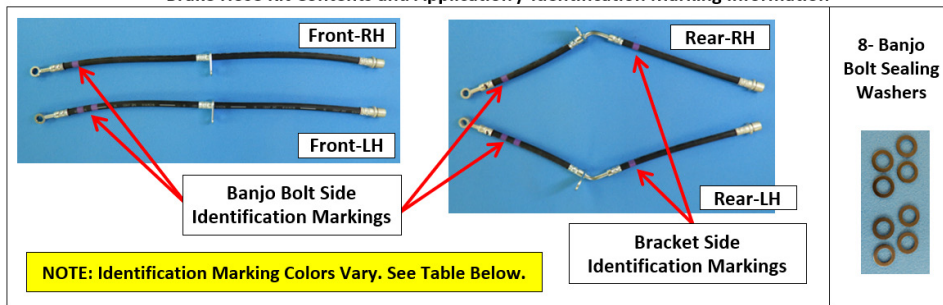 Front-RH
Front-LH
Rear-RH
Rear-LH
Banjo Bolt Side
Identification Markings
Bracket Side
Identification Markings
NOTE: Identification Marking Colors Vary. See Table Below.
8- Banjo
Bolt Sealing
Washers